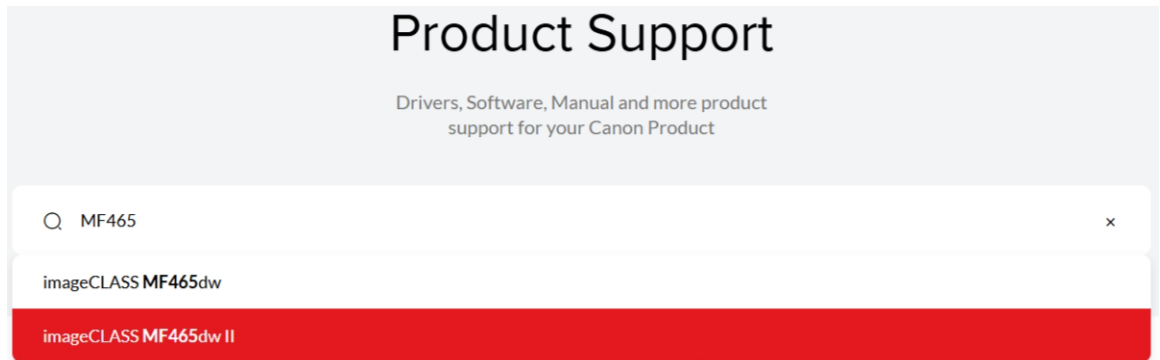 Product Support
Drivers, Software, Manual and more product
support for your Canon Product
MF465
×
imageCLASS MF465dw
imageCLASS MF465dw II